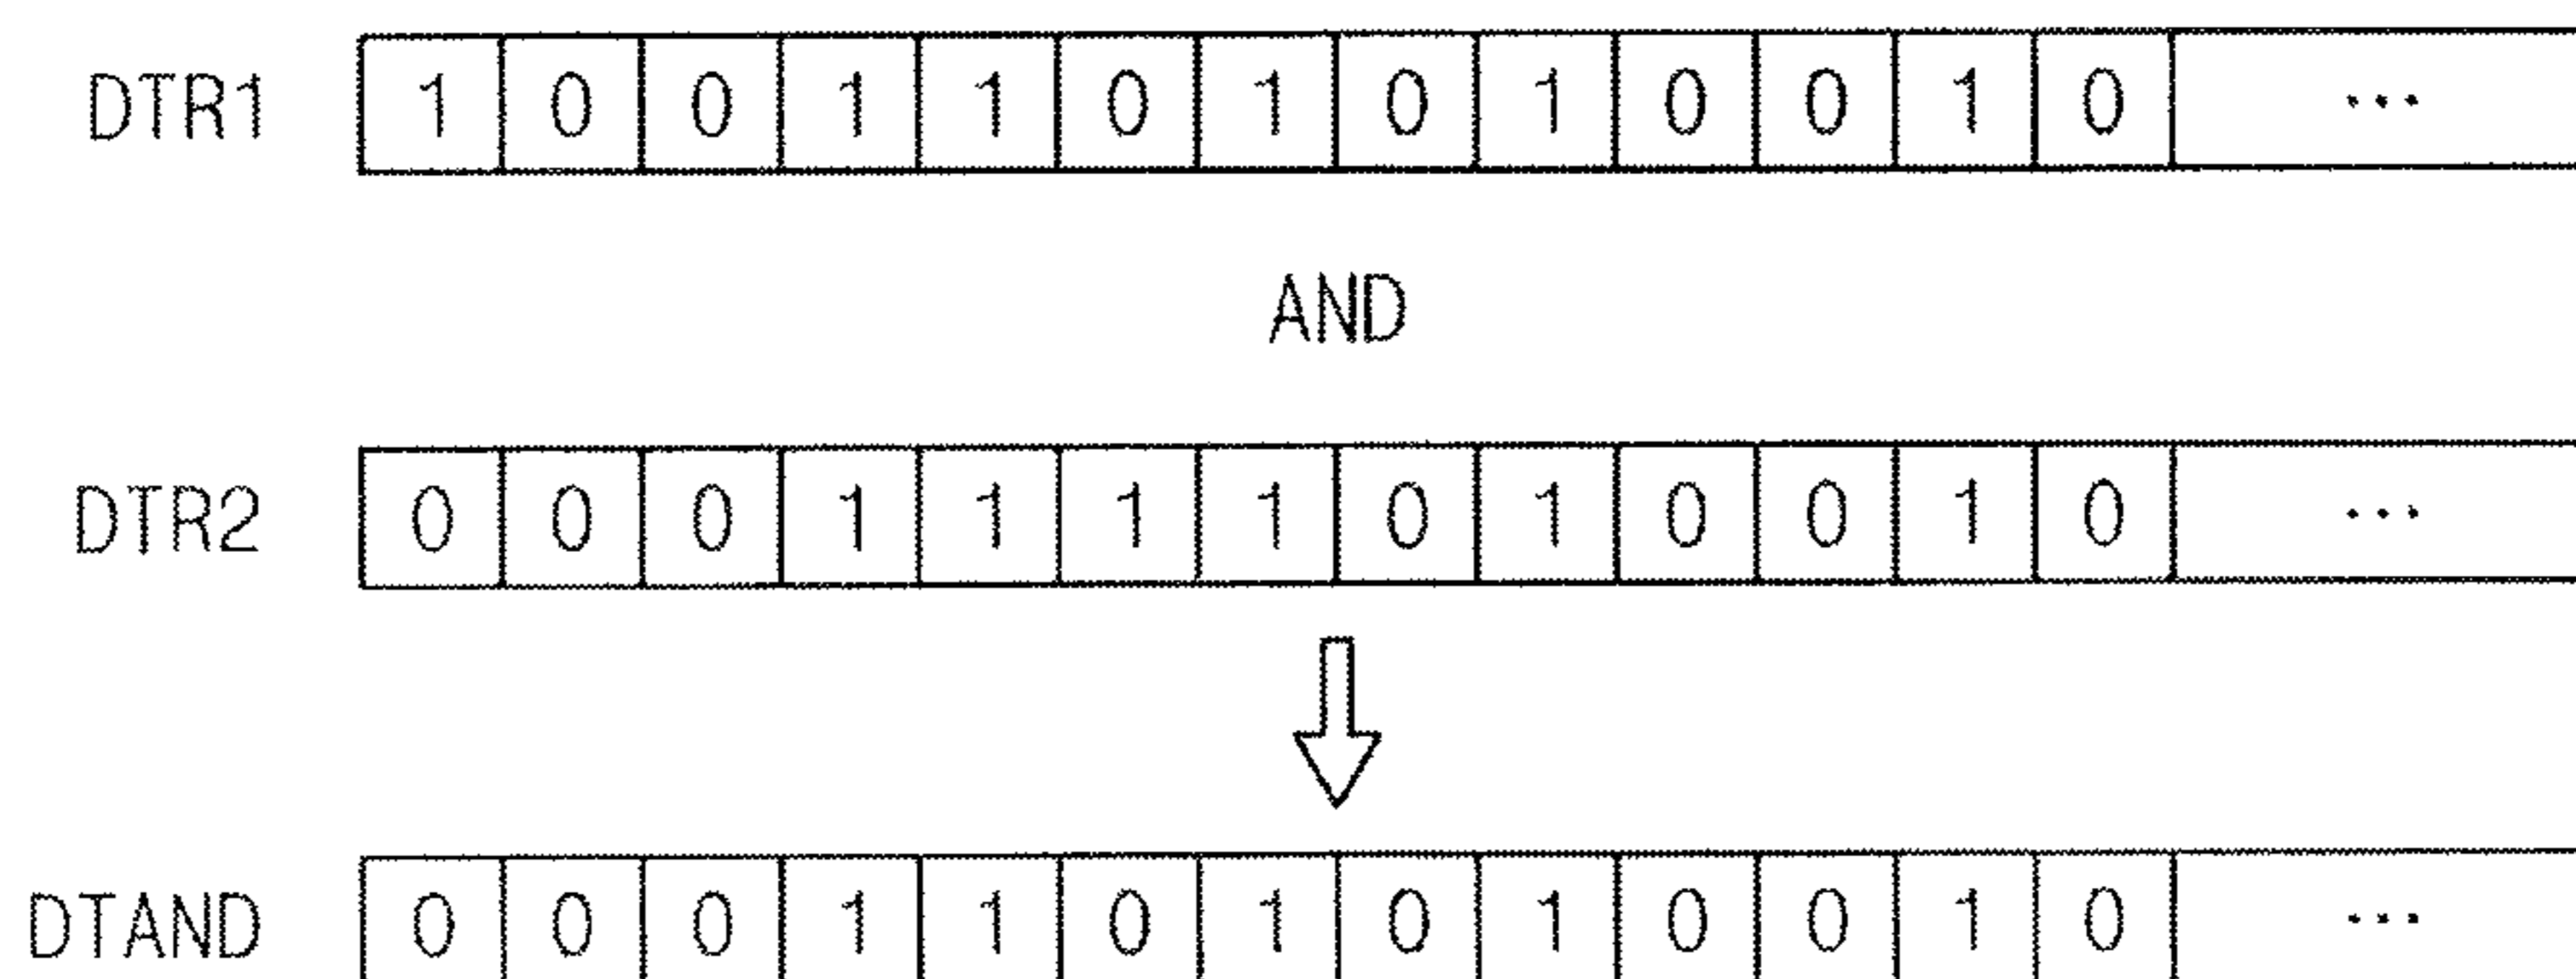 DTR1 1 0 0 1 1 0 1 0 1 0 0 1 0 ...
AND
DTR2 0 0 0 1 1 1 1 0 1 0 0 1 0 ...
DTAND 0 0 0 1 1 0 1 0 1 0 0 1 0 ...